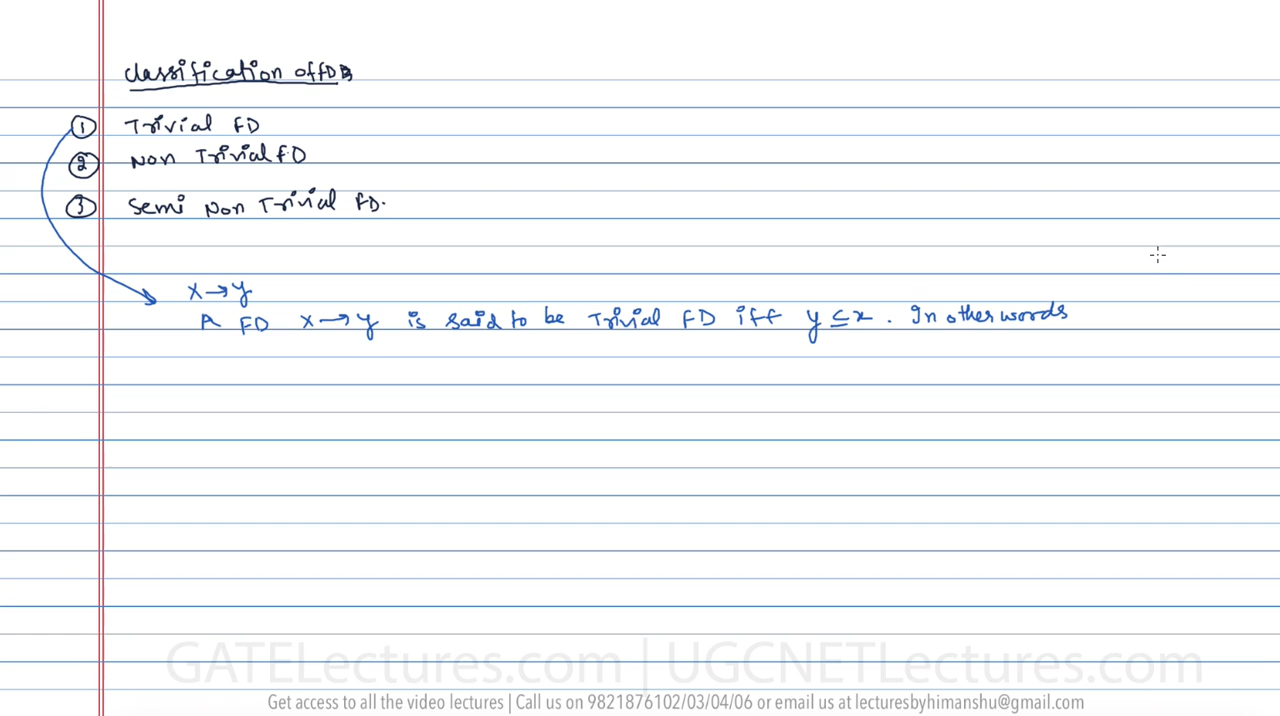 classification of FDs
① Trivial FD
② Non Trivial FD
③ Semi Non Trivial FD.
X → y
A FD X → y is said to be Trivial FD iff y ⊆ x. In other words
GATELectures.com | UGCNETLectures.com
Get access to all the video lectures | Call us on 9821876102/03/04/06 or email us at lecturesbyhimanshu@gmail.com